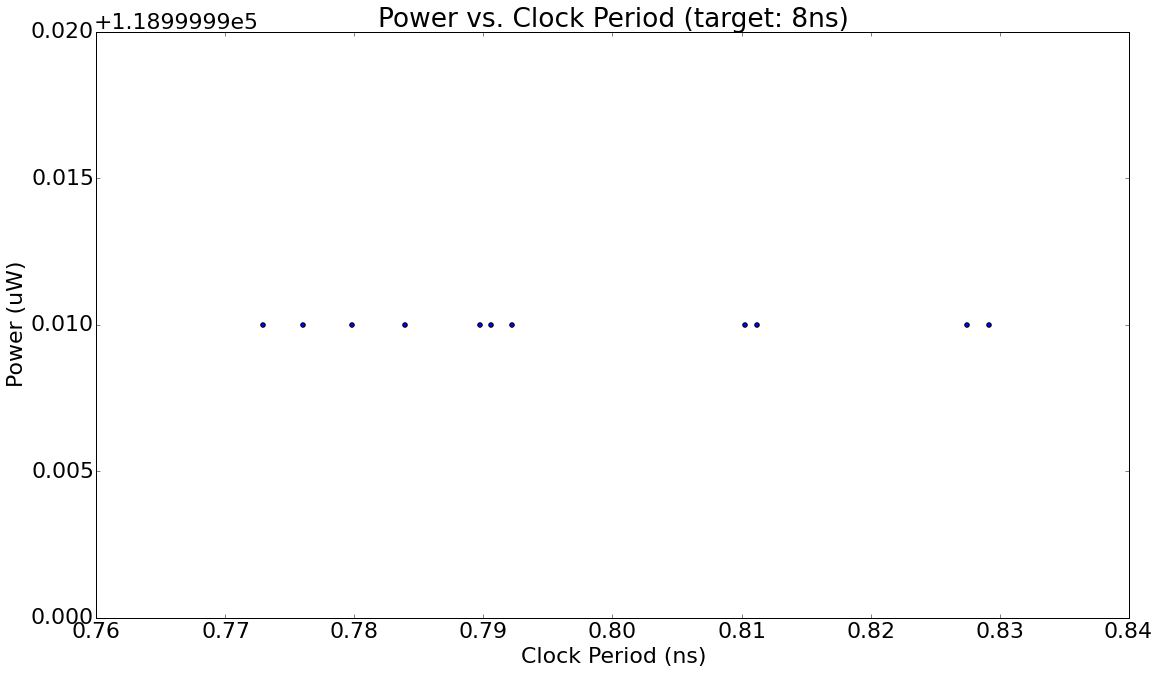 Power vs. Clock Period (target: 8ns)
+1.1899999e5
0.020
0.015
0.010
0.005
0.000
Power (uW)
0.76 0.77 0.78 0.79 0.80 0.81 0.82 0.83 0.84
Clock Period (ns)